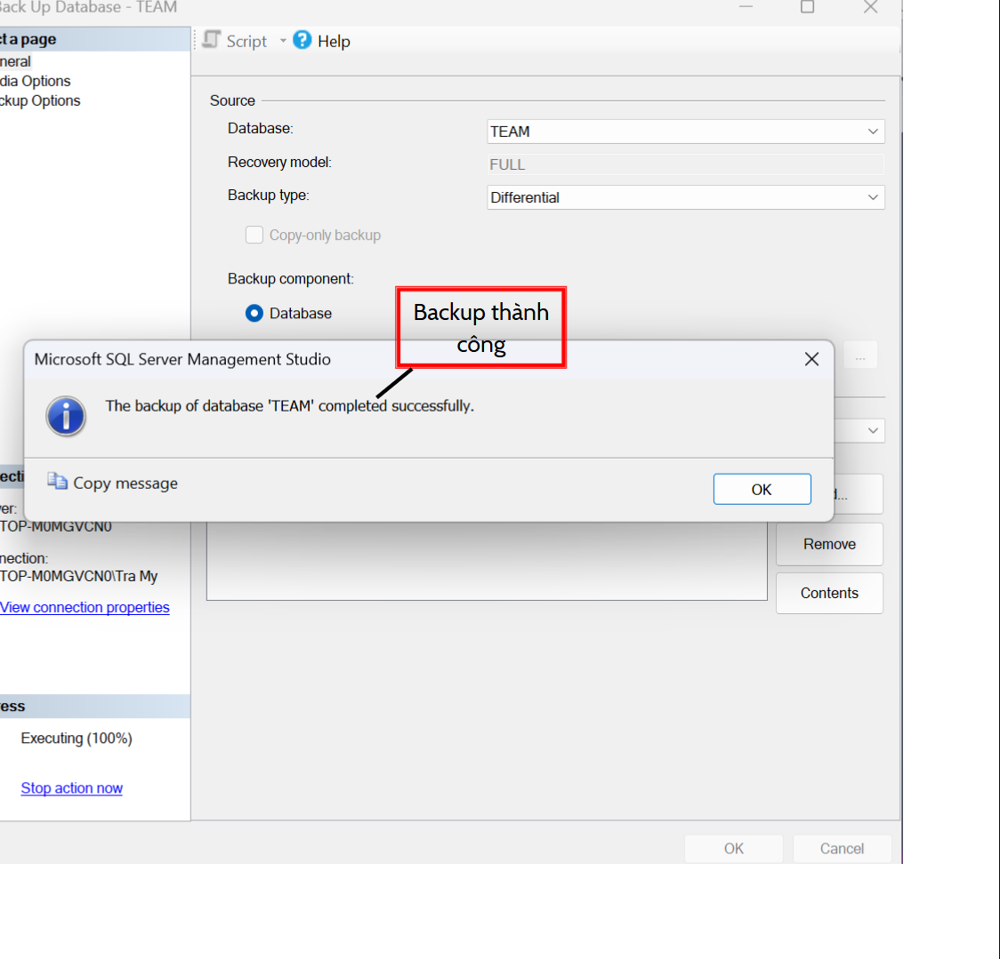 Back Up Database - TEAM
ct a page
neral
dia Options
ckup Options
Script
Help
Source
Database:
TEAM
Recovery model:
FULL
Backup type:
Differential
Copy-only backup
Backup component:
Database
Backup thành
công
...
Microsoft SQL Server Management Studio
The backup of database 'TEAM' completed successfully.
Copy message
OK
ecti
d...
er:
TOP-M0MGVCN0
nection:
TOP-M0MGVCN0\Tra My
View connection properties
Remove
Contents
ess
Executing (100%)
Stop action now
OK
Cancel